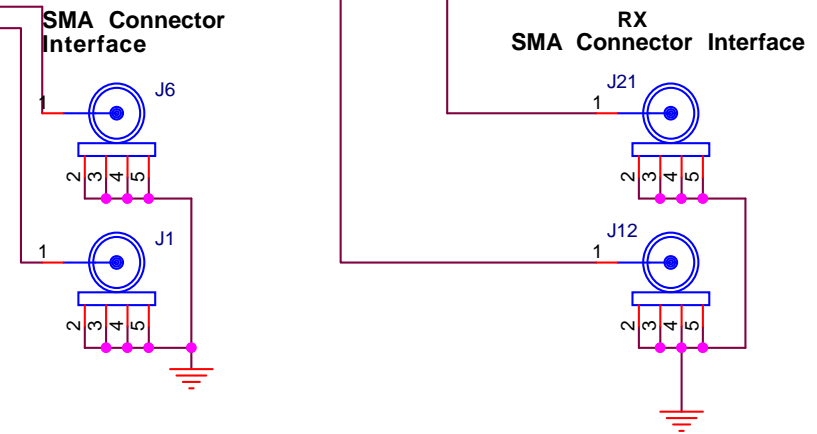 SMA Connector
Interface
RX
SMA Connector Interface
J6
1
2 3 4 5
J21
1
2 3 4 5
J1
1
2 3 4 5
J12
1
2 3 4 5